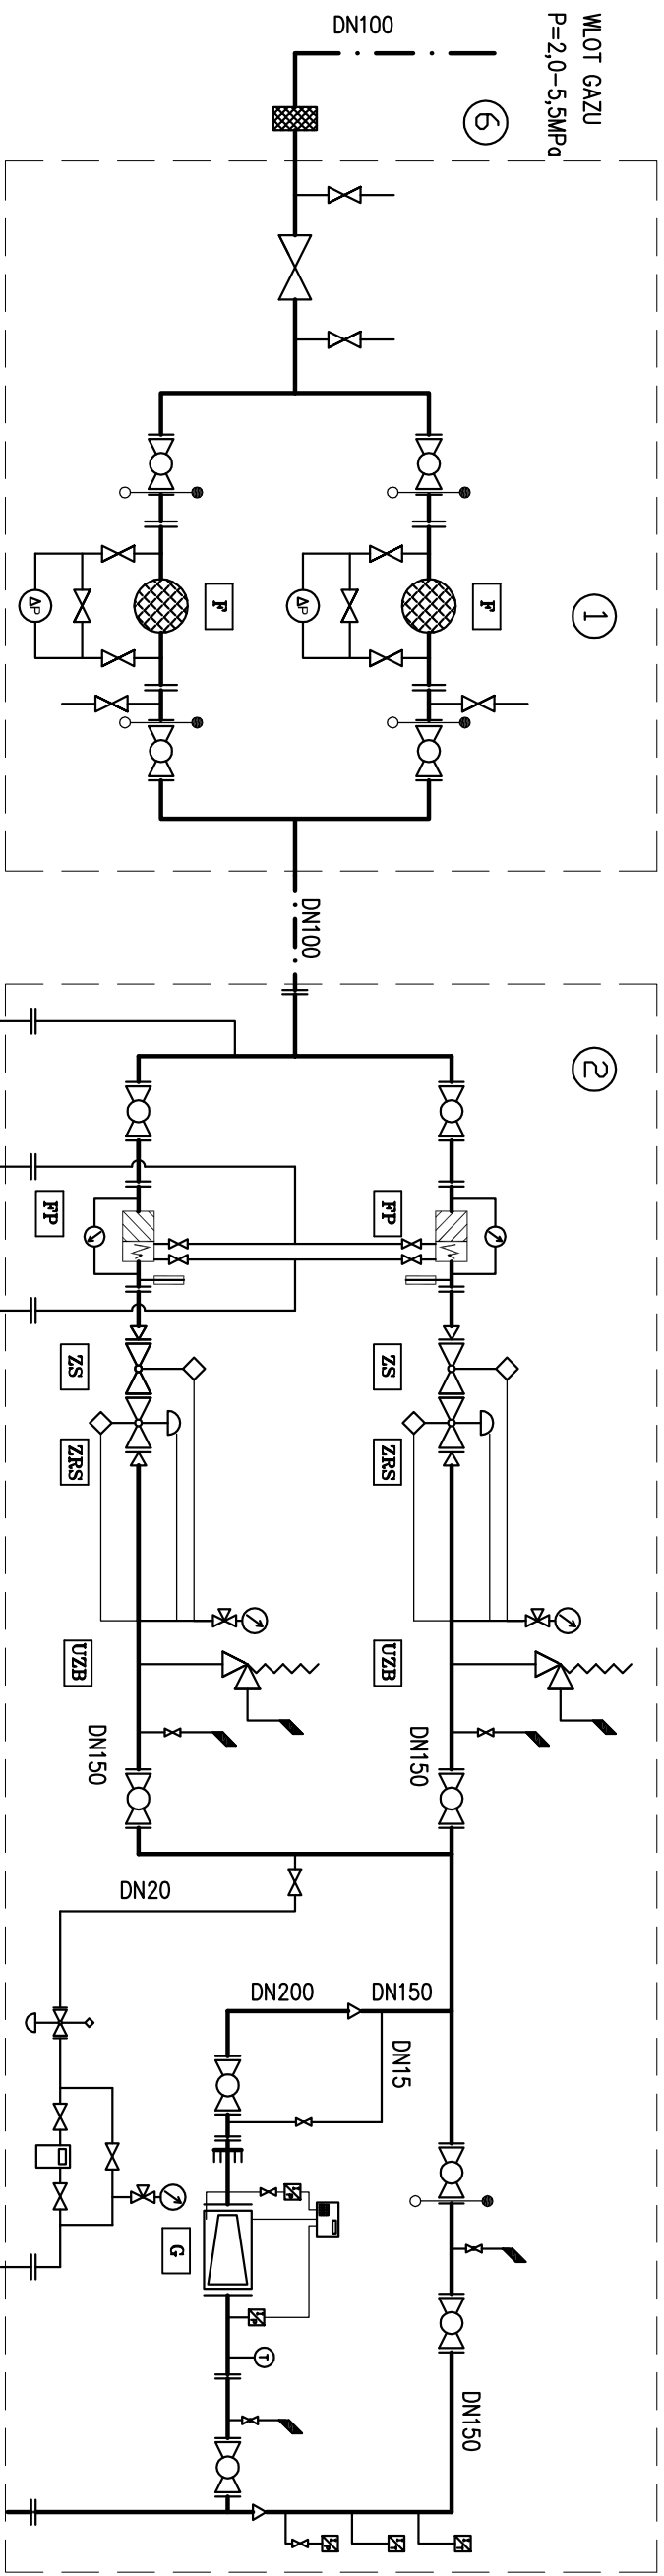 WLOT GAZU
P=2,0-5,5MPa
DN100
6
1
F
F
ΔP
ΔP
DN100
2
FP
FP
ZS
ZS
ZRS
ZRS
UZB
UZB
DN150
DN150
DN20
DN200
DN150
DN15
G
T
DN150